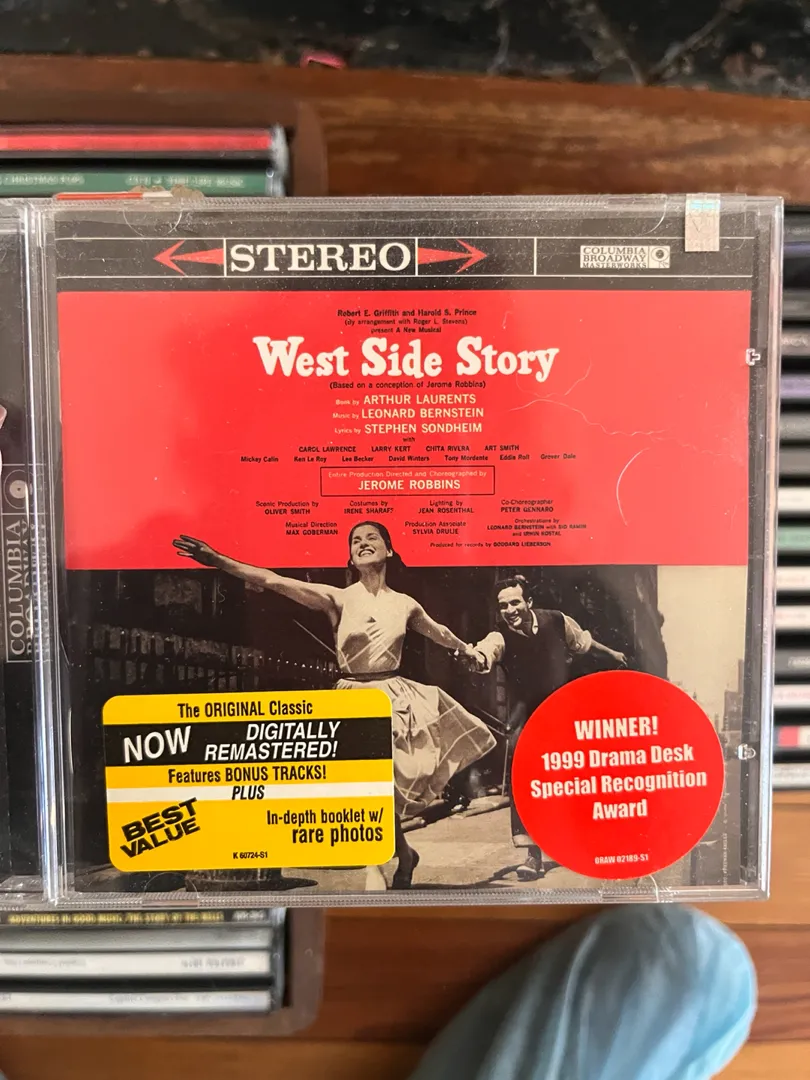 STEREO
COLUMBIA
BROADWAY
MASTERWORKS
Robert E. Griffith and Harold S. Prince
(by arrangement with Roger L. Stevens)
present A New Musical
West Side Story
(Based on a conception of Jerome Robbins)
Book by ARTHUR LAURENTS
Music by LEONARD BERNSTEIN
Lyrics by STEPHEN SONDHEIM
with
CAROL LAWRENCE LARRY KERT CHITA RIVERA ART SMITH
Mickey Calin Ken Le Roy Lee Becker David Winters Tony Mordente Eddie Roll Grover Dale
Entire Production Directed and Choreographed by
JEROME ROBBINS
Scenic Production by Costumes by Lighting by Co-Choreographer
OLIVER SMITH IRENE SHARAFF JEAN ROSENTHAL PETER GENNARO
Musical Direction Production Associate Orchestrations by
MAX GOBERMAN SYLVIA DRULIE LEONARD BERNSTEIN with SID RAMIN
and IRWIN KOSTAL
Produced for records by GODDARD LIEBERSON
The ORIGINAL Classic
NOW DIGITALLY
REMASTERED!
Features BONUS TRACKS!
PLUS
BEST
VALUE
In-depth booklet w/
rare photos
K 60724-S1
WINNER!
1999 Drama Desk
Special Recognition
Award
DRAW 02189-S1
COLUMBIA